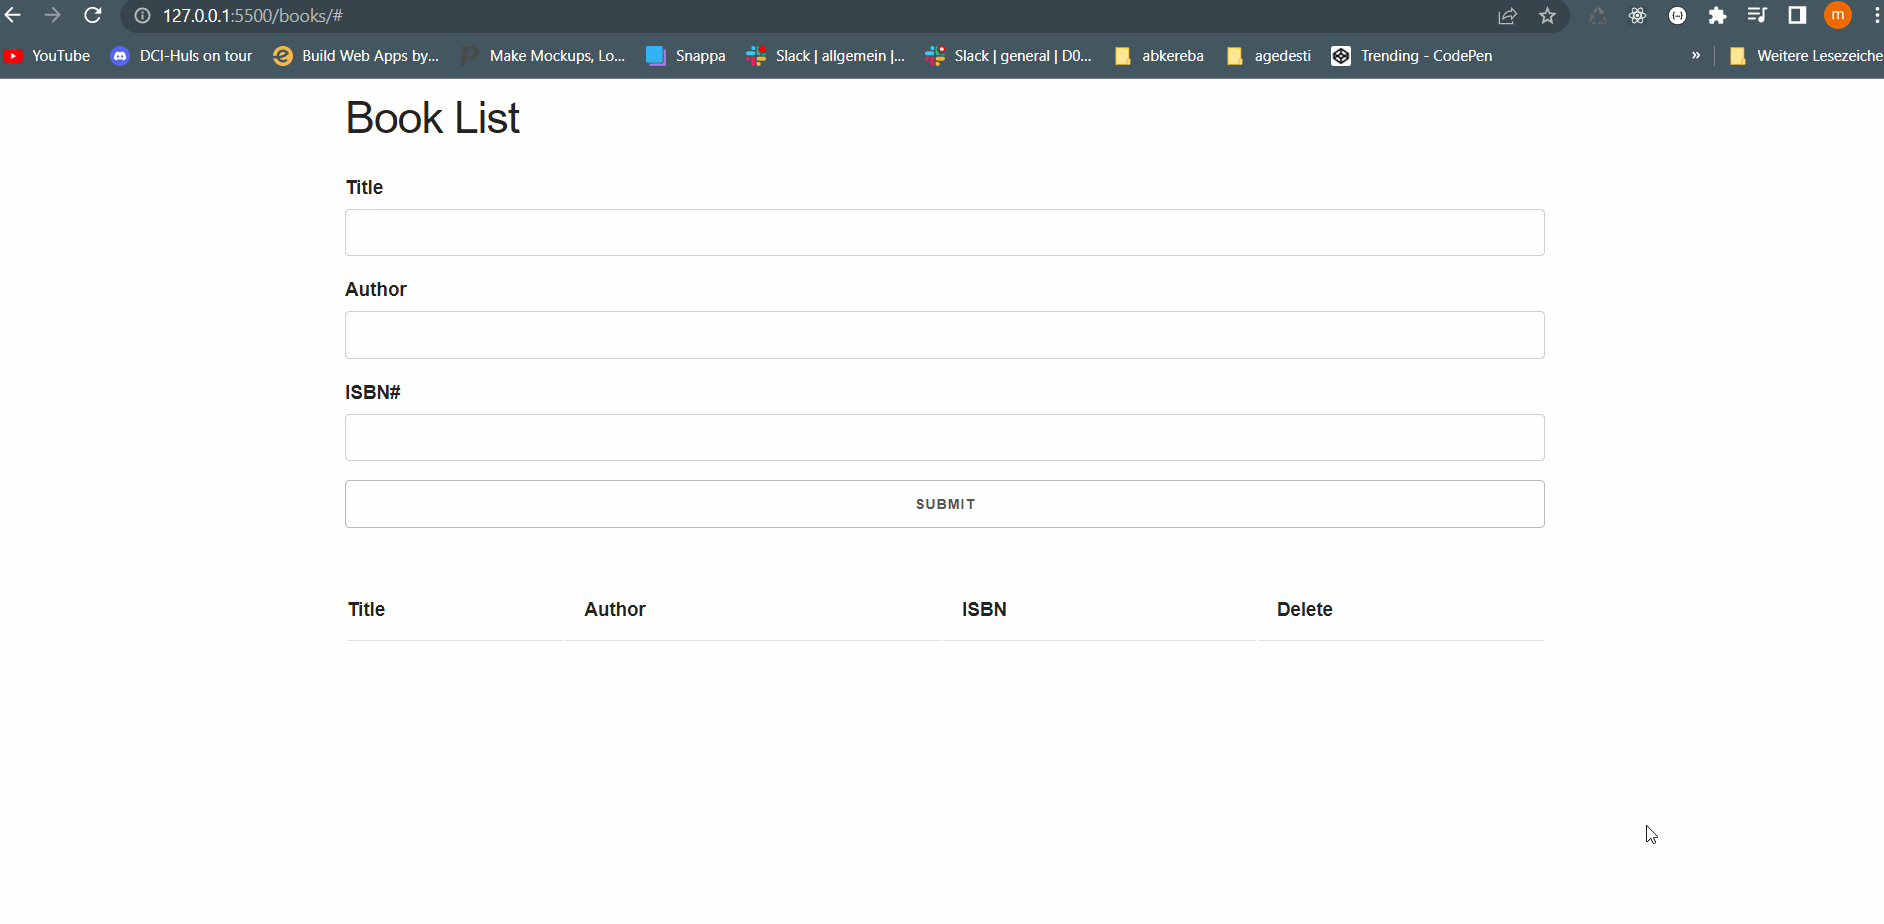 127.0.0.1:5500/books/#
m
YouTube DCI-Huls on tour Build Web Apps by... Make Mockups, Lo... Snappa Slack | allgemein |... Slack | general | D0... abkereba agedesti Trending - CodePen » Weitere Lesezeiche
Book List
Title
Author
ISBN#
SUBMIT
Title Author ISBN Delete